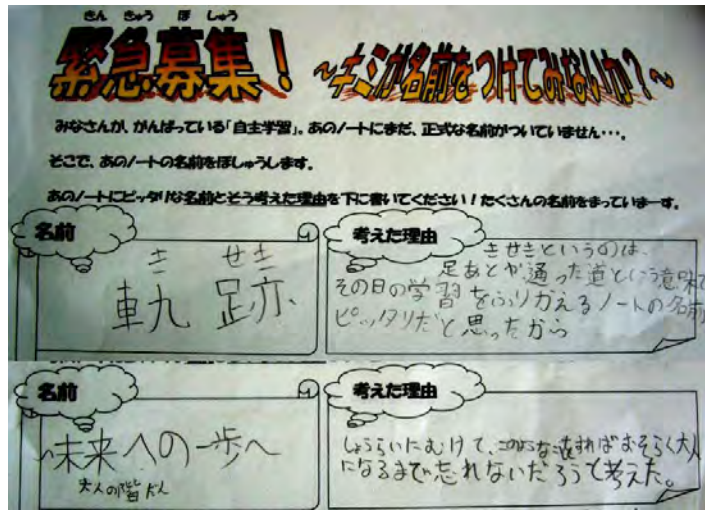 きん きゅう ぼ しゅう
緊急募集! ~キミが名前をつけてみないか?~
みなさんが、がんばっている「自主学習」。あのノートにまだ、正式な名前がついていません・・・。
そこで、あのノートの名前をぼしゅうします。
あのノートにピッタリな名前とそう考えた理由を下に書いてください!たくさんの名前をまっていまーす。
名前
き せき
軌跡
考えた理由
きせきというのは、
足あとや通った道という意味で
その日の学習をふりかえるノートの名前
ピッタリだと思ったから
名前
未来への一歩へ
大人の階だん
考えた理由
しょうらいにむけて、このような すればおそらく大人
になるまで忘れないだろうと考えた。